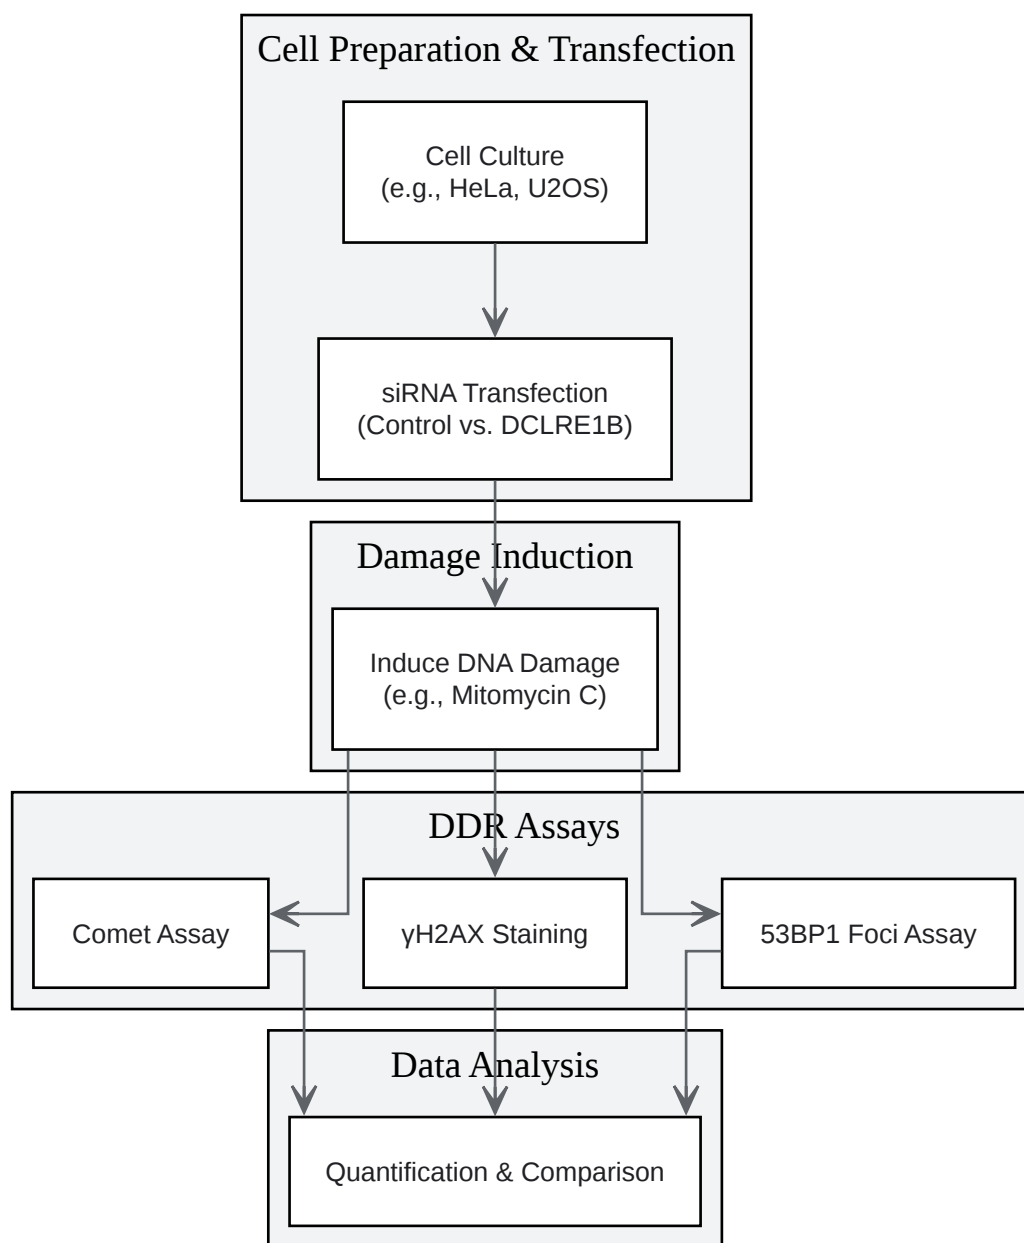 Cell Preparation & Transfection
Cell Culture
(e.g., HeLa, U2OS)
siRNA Transfection
(Control vs. DCLRE1B)
Damage Induction
Induce DNA Damage
(e.g., Mitomycin C)
DDR Assays
Comet Assay
γH2AX Staining
53BP1 Foci Assay
Data Analysis
Quantification & Comparison